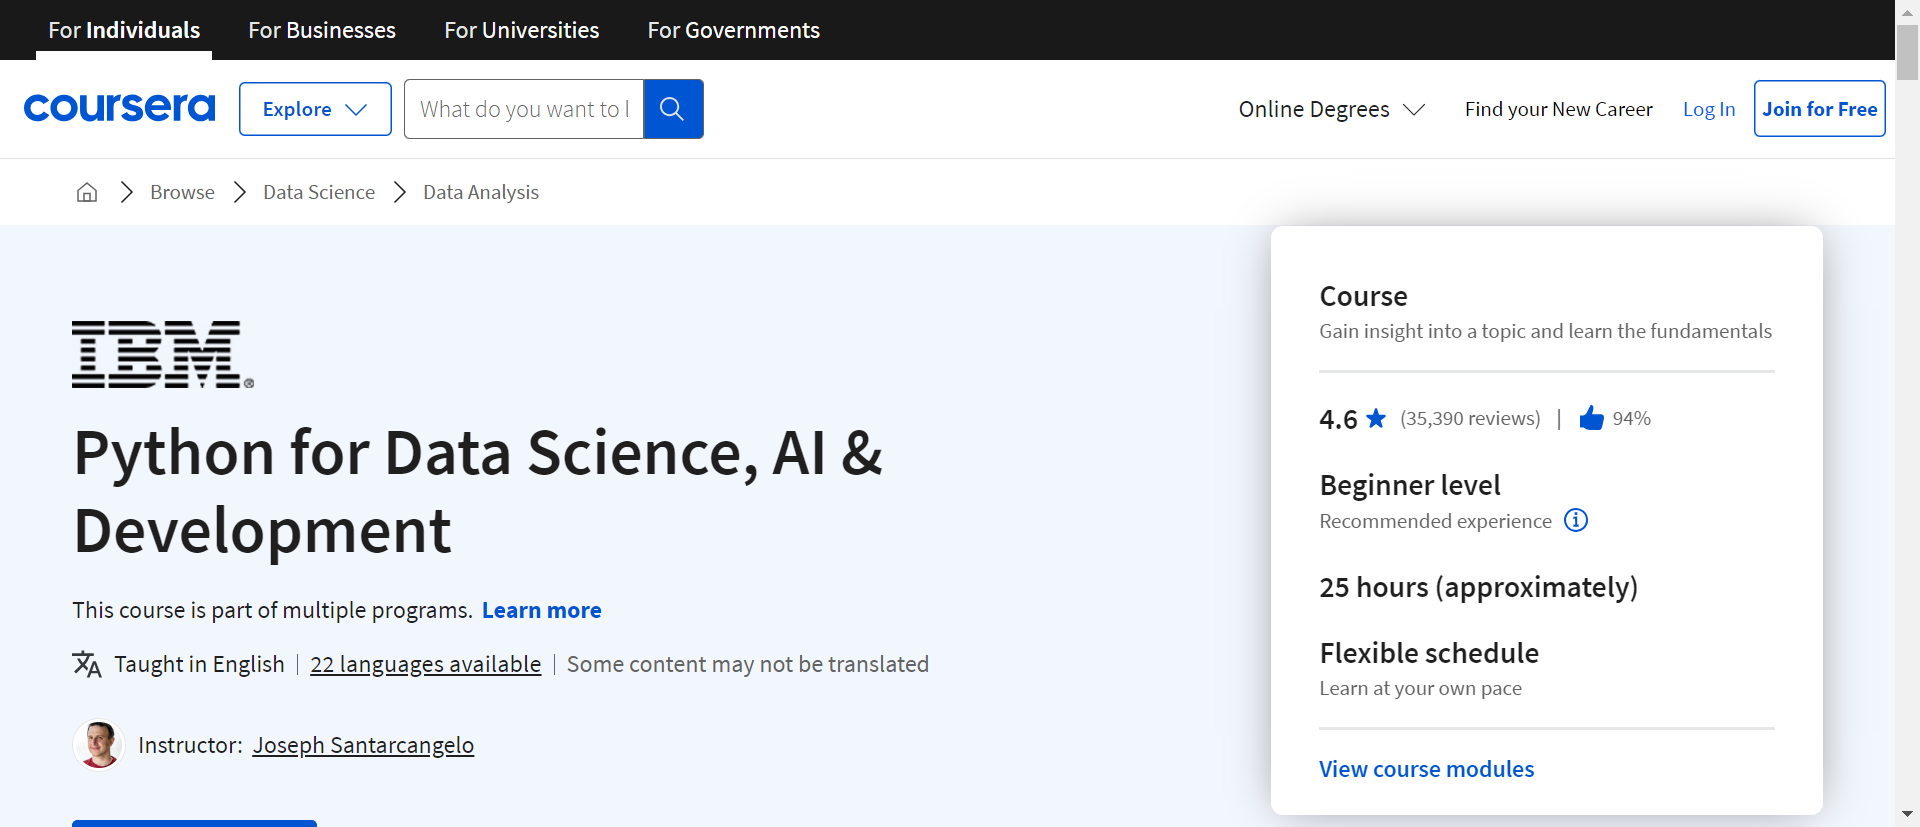 For Individuals For Businesses For Universities For Governments
coursera Explore What do you want to l Online Degrees Find your New Career Log In Join for Free
Browse Data Science Data Analysis
IBM®
Python for Data Science, AI &
Development
This course is part of multiple programs. Learn more
Taught in English | 22 languages available | Some content may not be translated
Instructor: Joseph Santarcangelo
Course
Gain insight into a topic and learn the fundamentals
4.6 (35,390 reviews) | 94%
Beginner level
Recommended experience
25 hours (approximately)
Flexible schedule
Learn at your own pace
View course modules